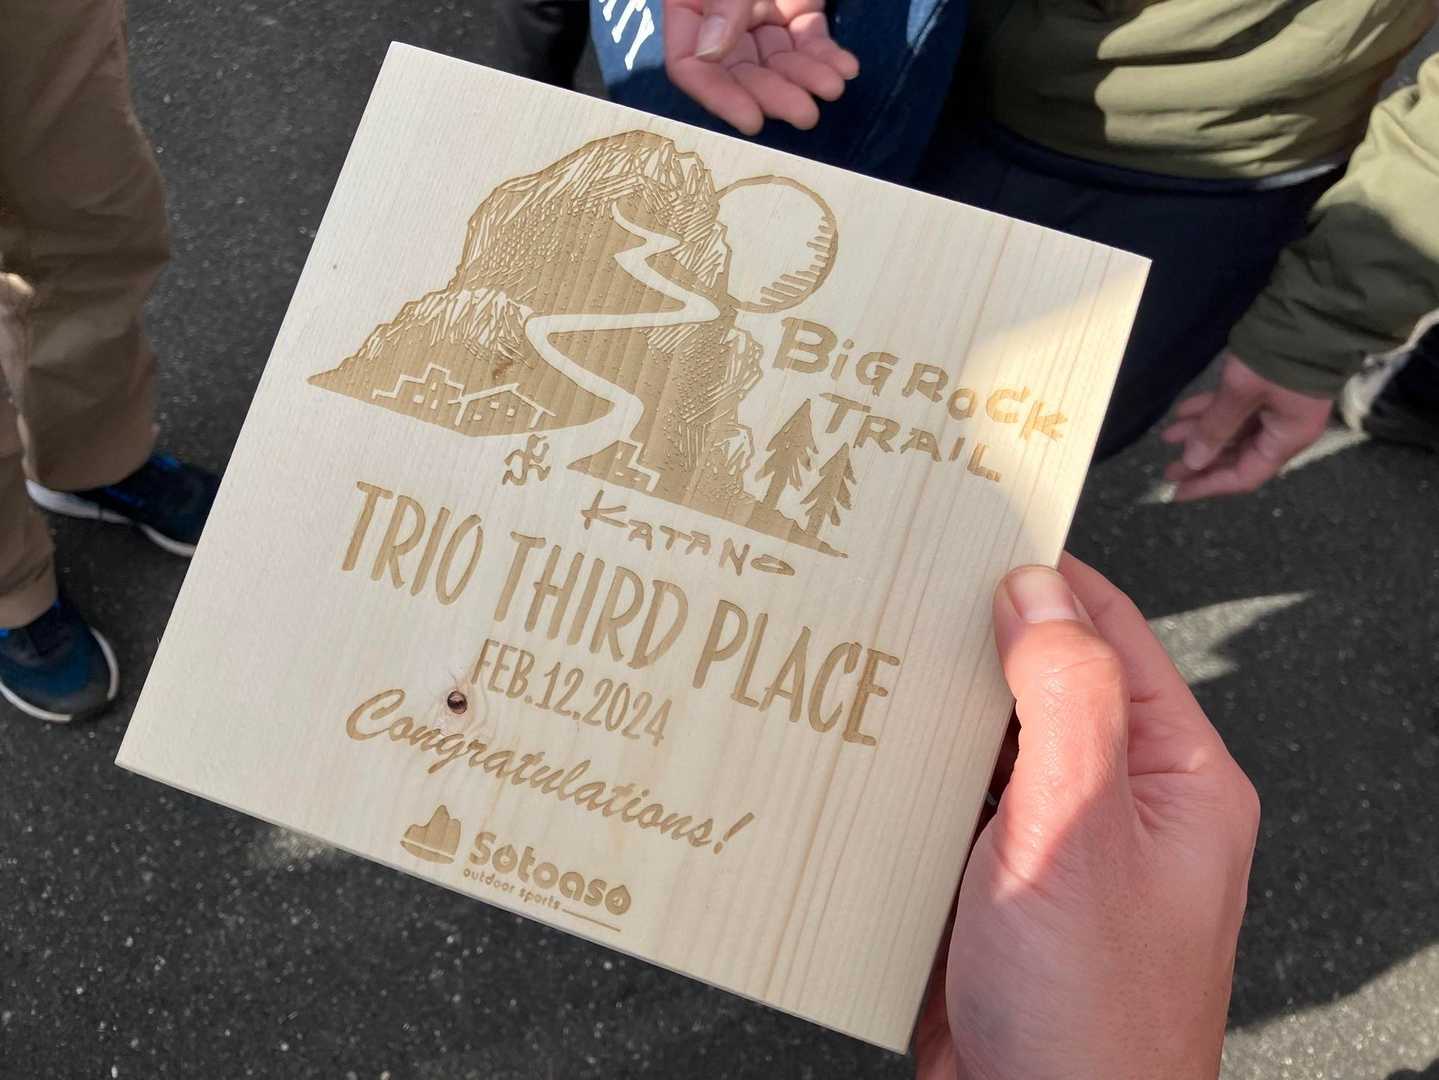 BiG RocK
TRAIL
KATANO
TRIO THIRD PLACE
FEB.12.2024
Congratulations!
Sotoaso
outdoor sports